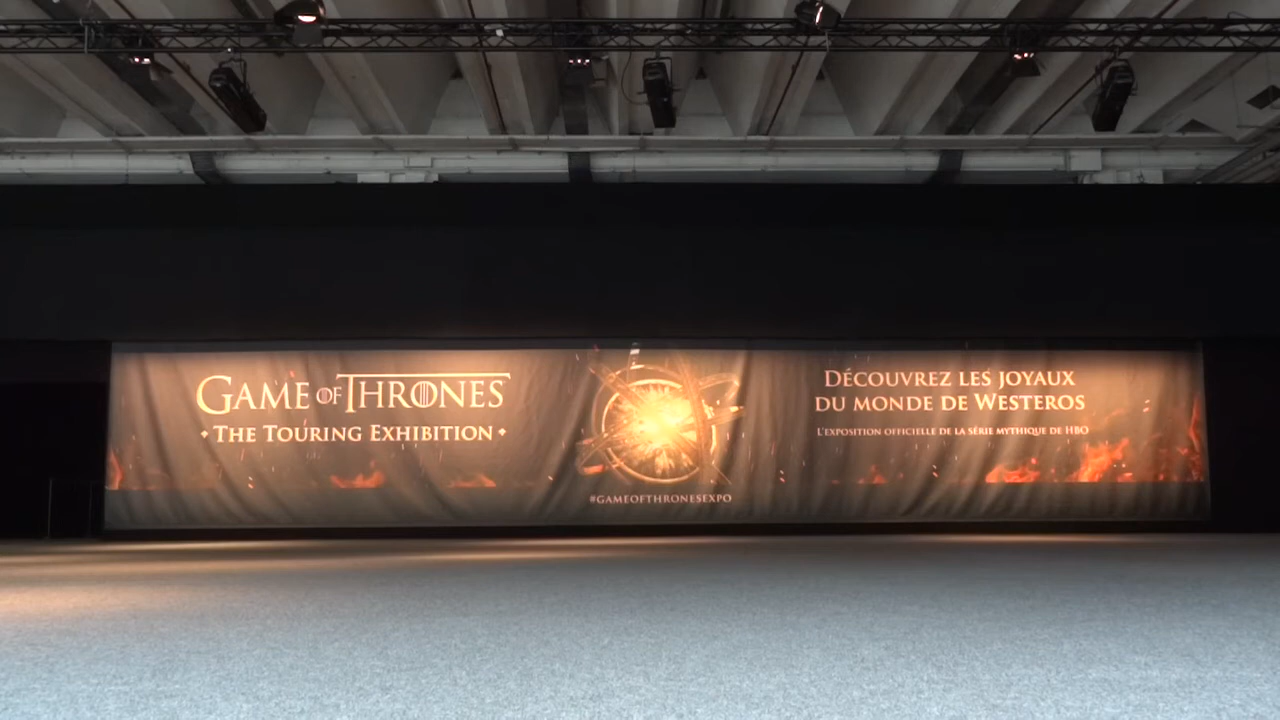 GAME OF THRONES
THE TOURING EXHIBITION
#GAMEOFTHRONESEXPO
DÉCOUVREZ LES JOYAUX
DU MONDE DE WESTEROS
L'EXPOSITION OFFICIELLE DE LA SÉRIE MYTHIQUE DE HBO